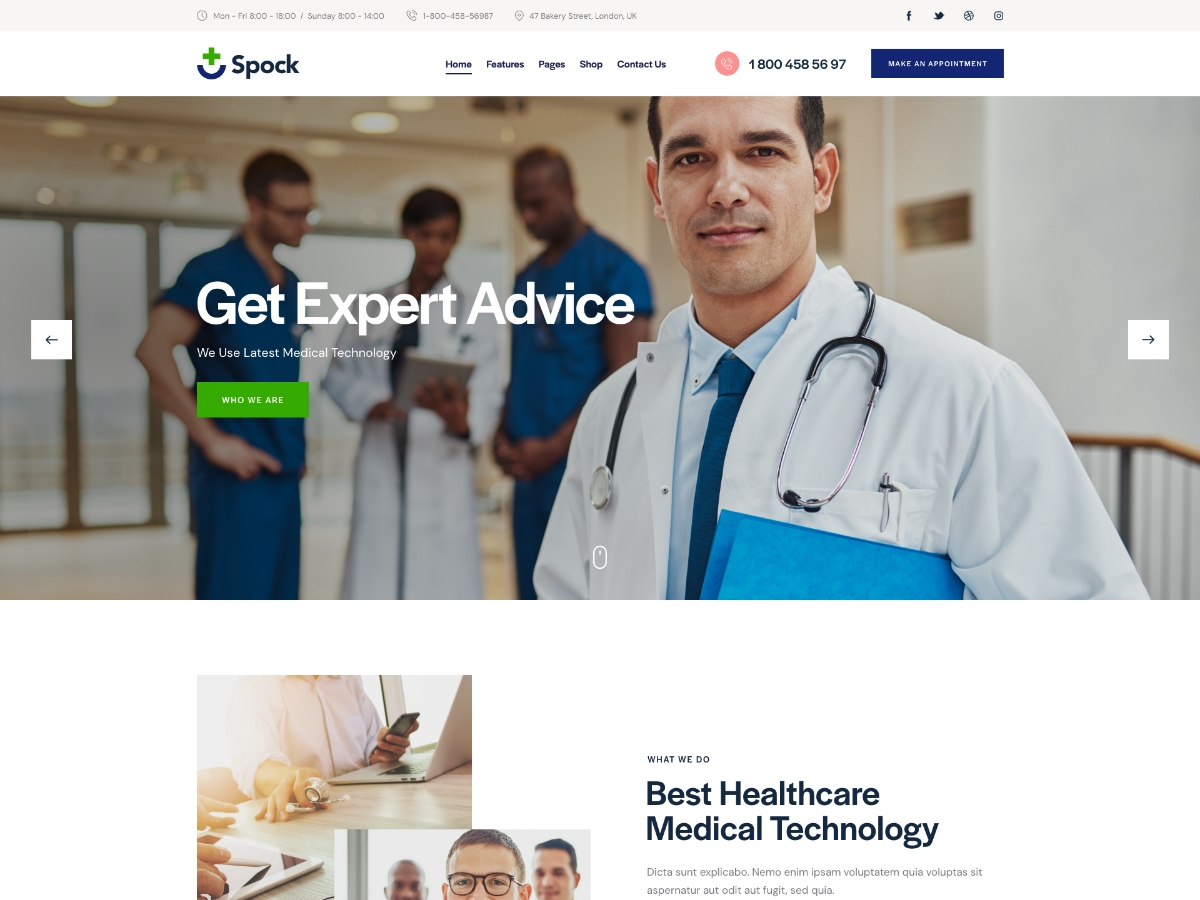 Mon - Fri 8:00 - 18:00 / Sunday 8:00 - 14:00
1-800-458-56987
47 Bakery Street, London, UK
Spock
Home
Features
Pages
Shop
Contact Us
1 800 458 56 97
MAKE AN APPOINTMENT
Get Expert Advice
We Use Latest Medical Technology
WHO WE ARE
WHAT WE DO
Best Healthcare
Medical Technology
Dicta sunt explicabo. Nemo enim ipsam voluptatem quia voluptas sit
aspernatur aut odit aut fugit, sed quia.